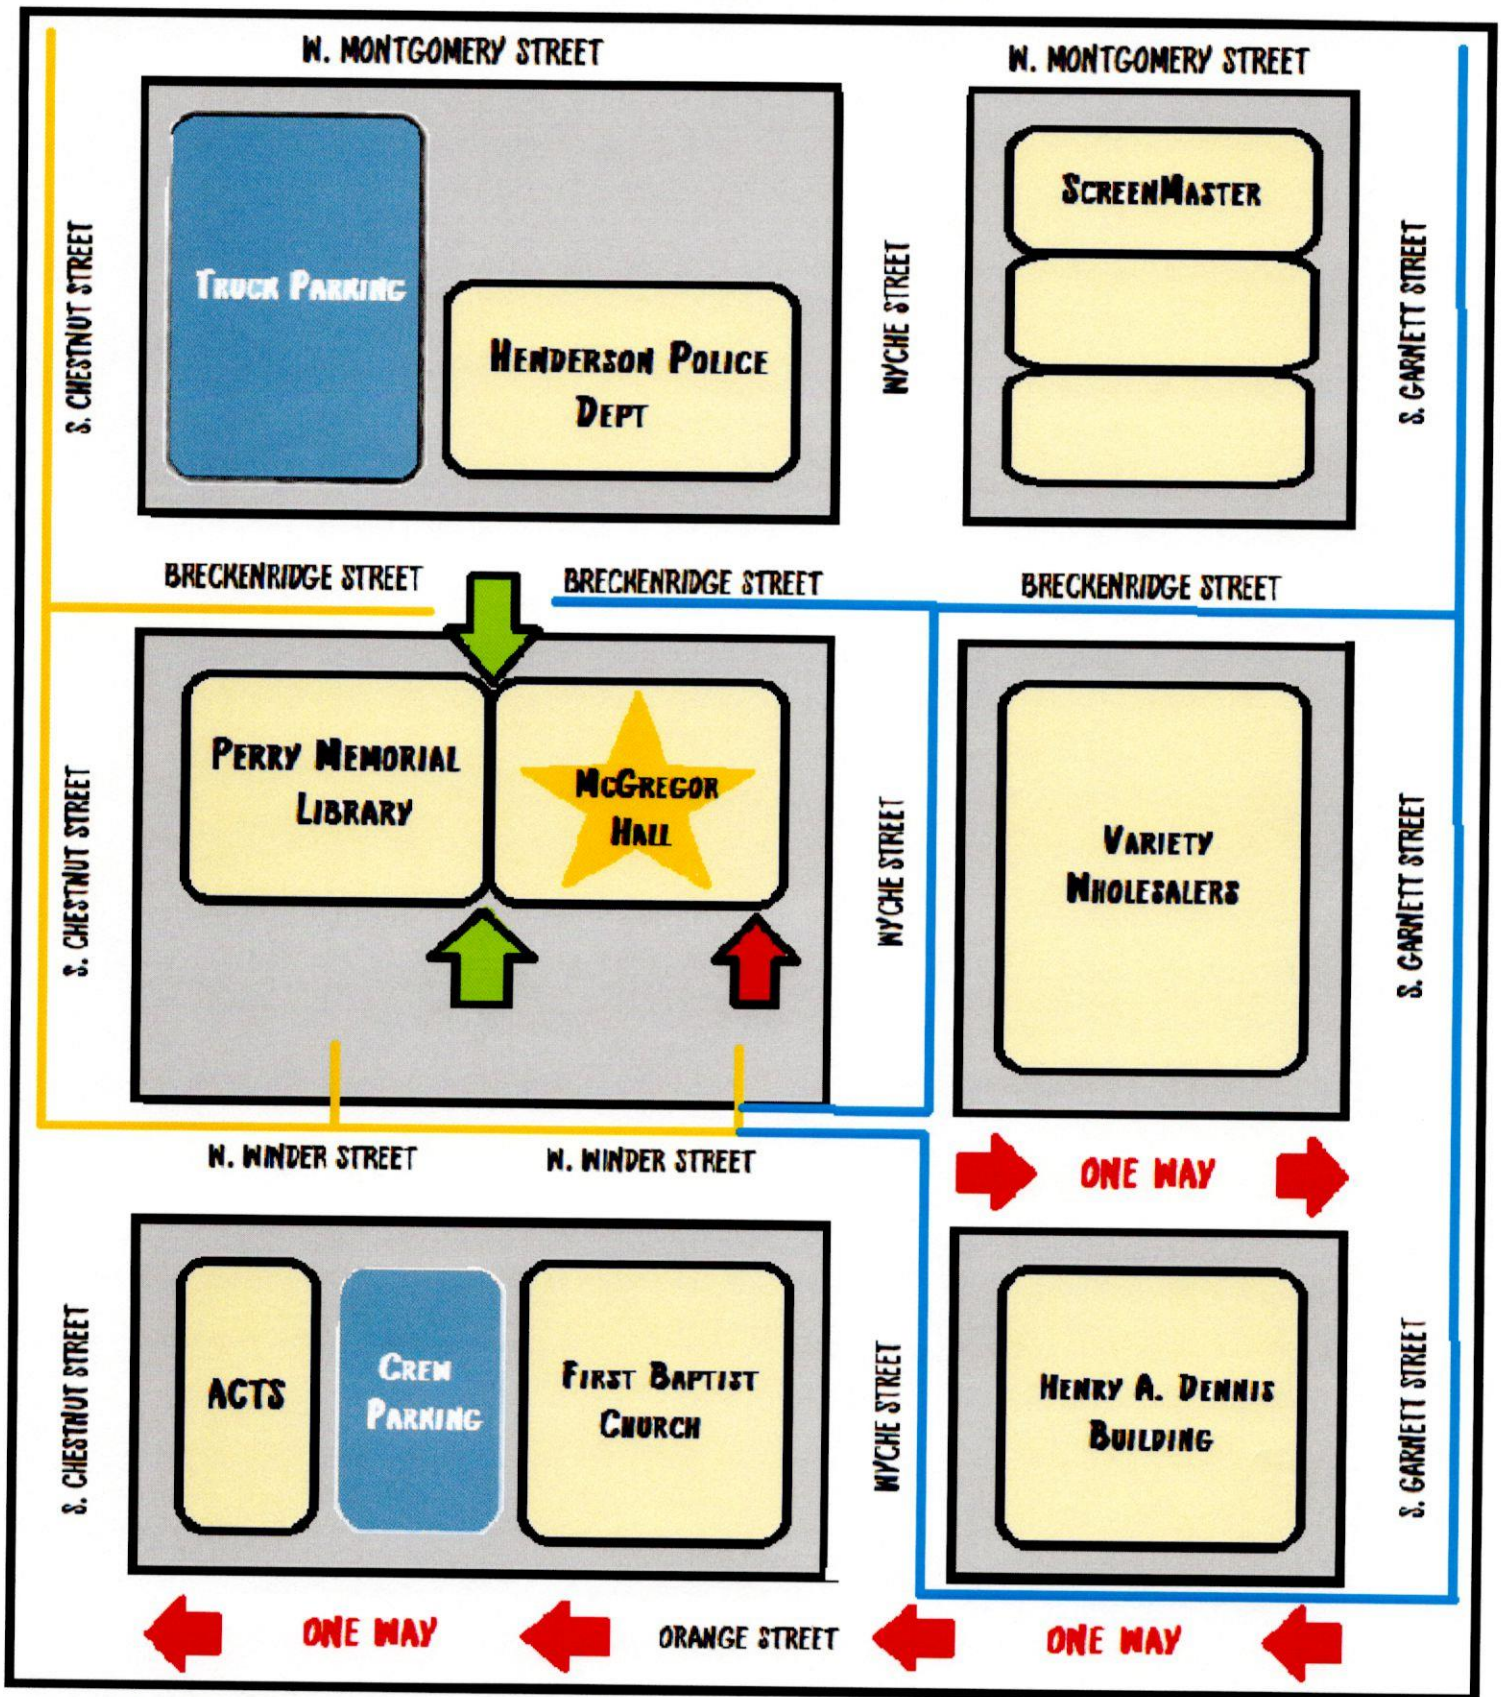 W. MONTGOMERY STREET
W. MONTGOMERY STREET
S. CHESTNUT STREET
TRUCK PARKING
HENDERSON POLICE
DEPT
WYCHE STREET
SCREENMASTER
S. GARNETT STREET
BRECKENRIDGE STREET
BRECKENRIDGE STREET
BRECKENRIDGE STREET
S. CHESTNUT STREET
PERRY MEMORIAL
LIBRARY
MCGREGOR
HALL
WYCHE STREET
VARIETY
WHOLESALERS
S. GARNETT STREET
W. WINDER STREET
W. WINDER STREET
ONE WAY
S. CHESTNUT STREET
ACTS
CREW
PARKING
FIRST BAPTIST
CHURCH
WYCHE STREET
HENRY A. DENNIS
BUILDING
S. GARNETT STREET
ONE WAY
ORANGE STREET
ONE WAY